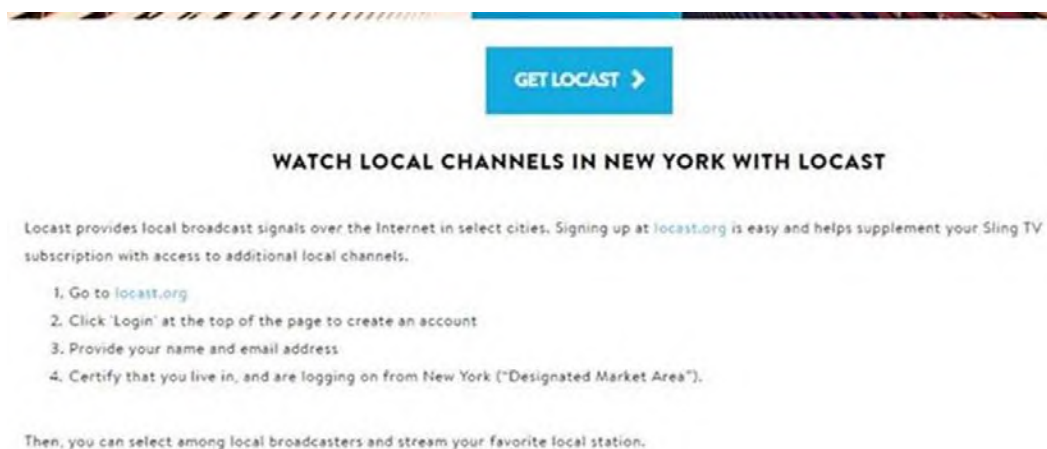 GET LOCAST
WATCH LOCAL CHANNELS IN NEW YORK WITH LOCAST
Locast provides local broadcast signals over the Internet in select cities. Signing up at locast.org is easy and helps supplement your Sling TV
subscription with access to additional local channels.
1. Go to locast.org
2. Click 'Login' at the top of the page to create an account
3. Provide your name and email address
4. Certify that you live in, and are logging on from New York ("Designated Market Area").
Then, you can select among local broadcasters and stream your favorite local station.